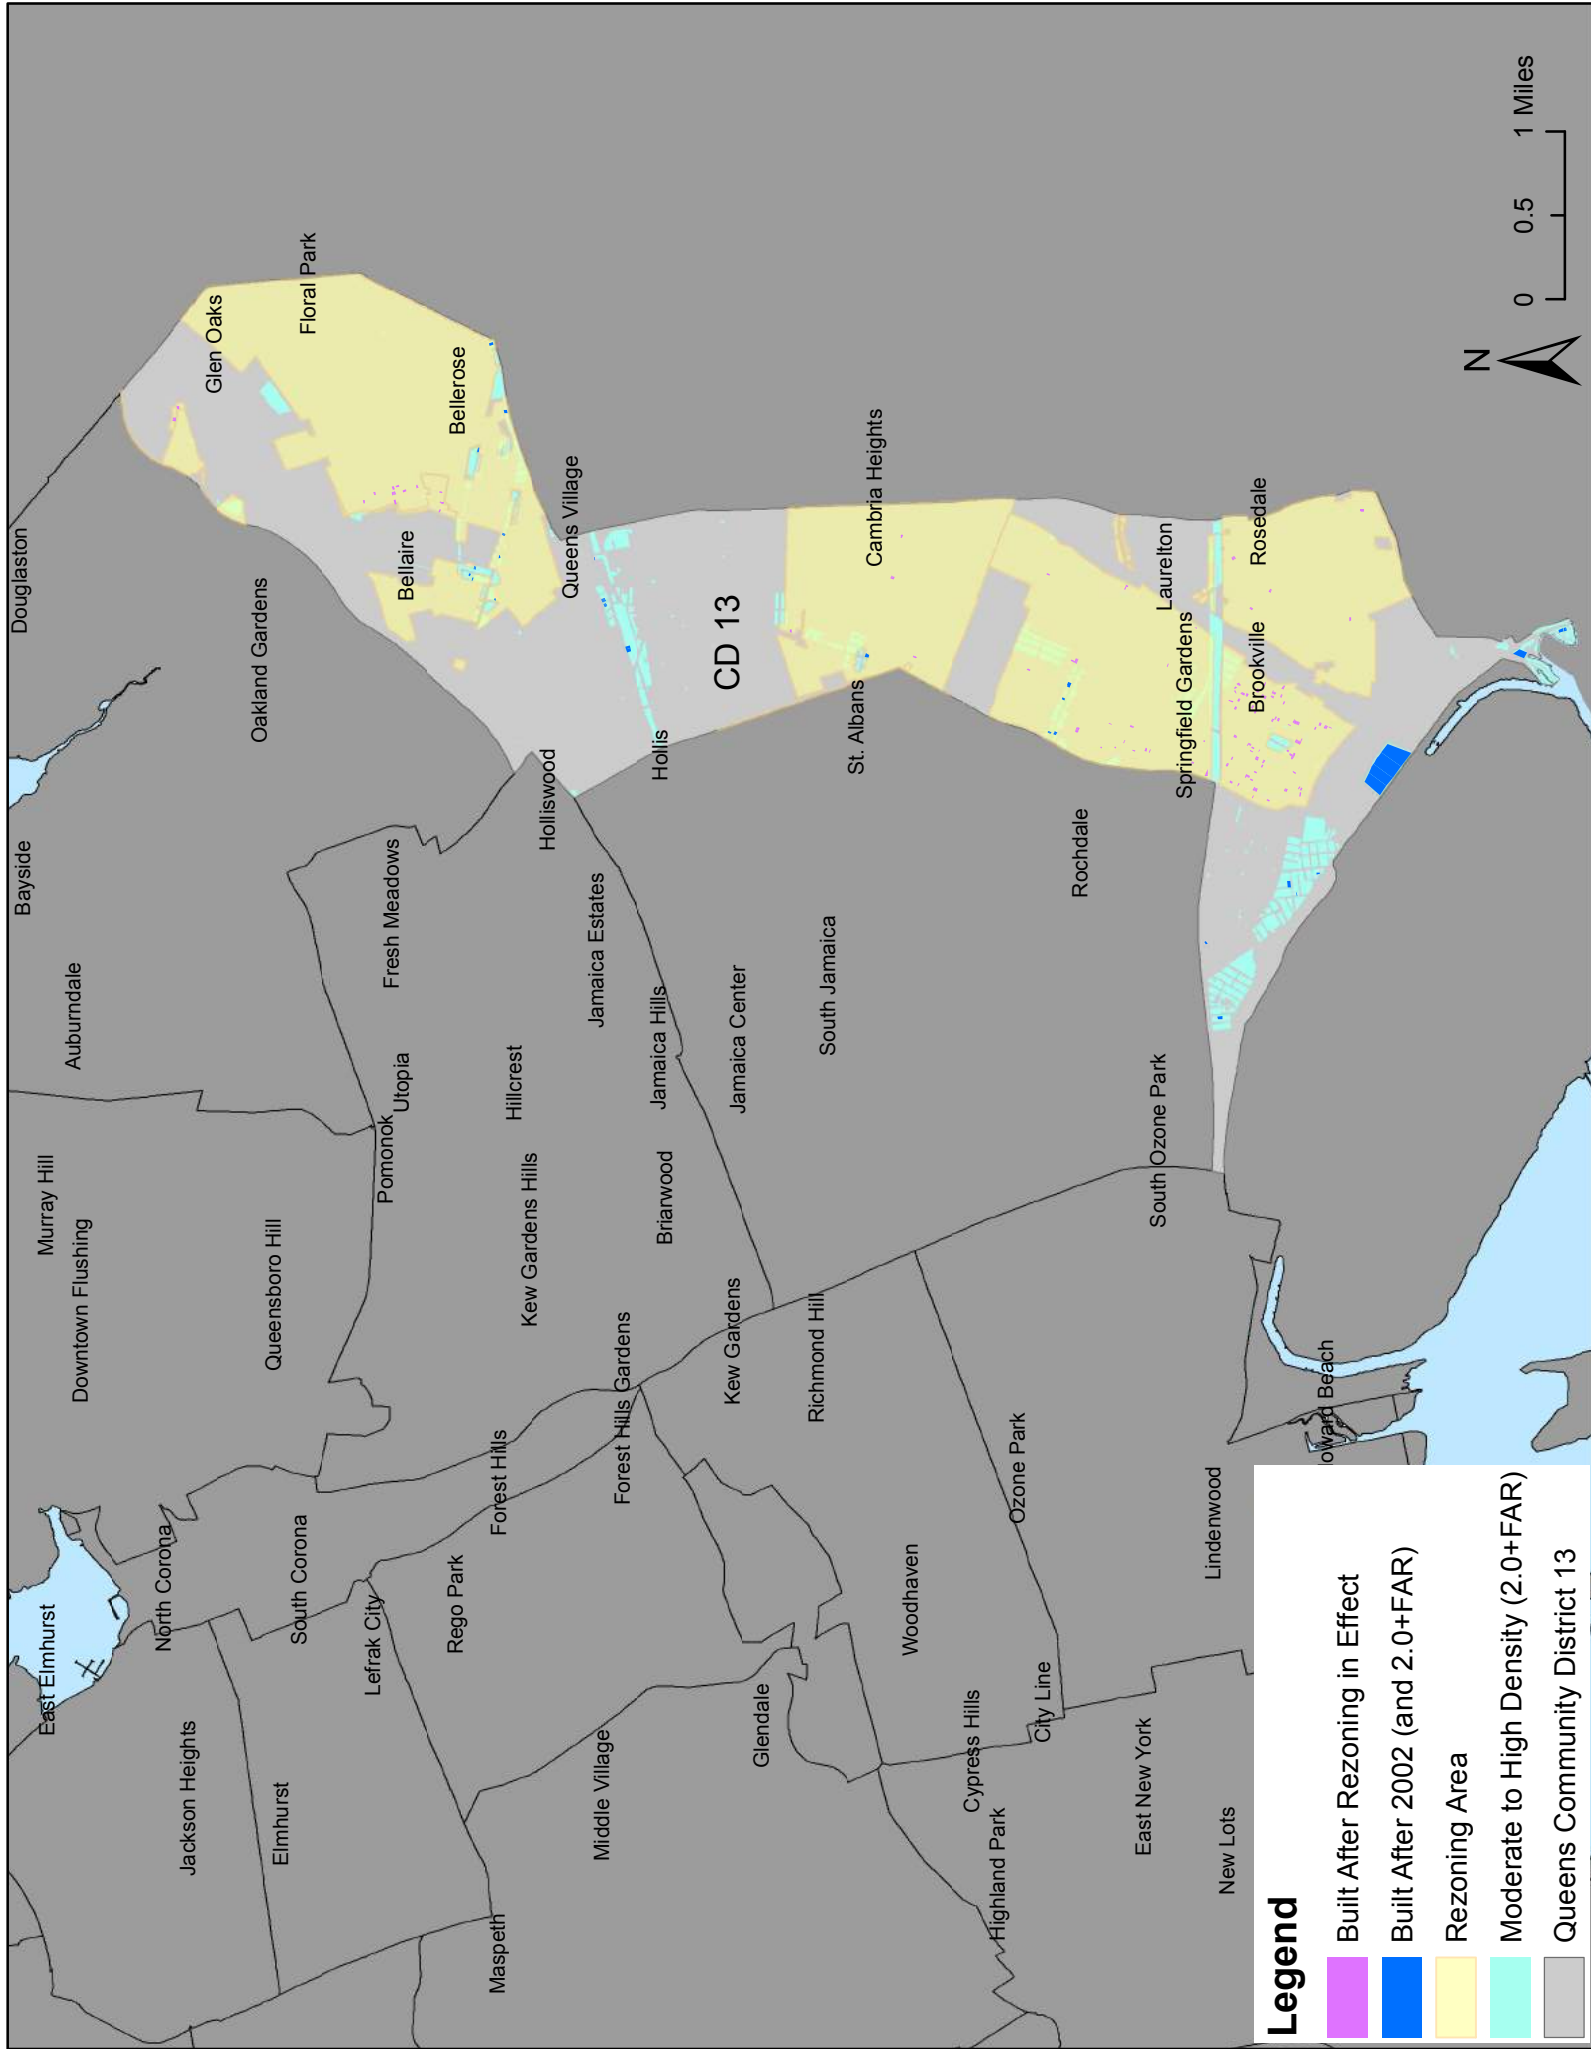 Douglaston
Bayside
Auburndale
Murray Hill
Downtown Flushing
East Elmhurst
North Corona
Jackson Heights
Glen Oaks
Floral Park
Oakland Gardens
Queensboro Hill
South Corona
Elmhurst
Bellerose
Bellaire
Fresh Meadows
Utopia
Pomonok
Lefrak City
Rego Park
Forest Hills
Maspeth
Queens Village
Holliswood
Hillcrest
Kew Gardens Hills
Jamaica Estates
Forest Hills Gardens
Middle Village
Hollis
Jamaica Hills
Briarwood
CD 13
Jamaica Center
Kew Gardens
Glendale
Cambria Heights
St. Albans
South Jamaica
Richmond Hill
Woodhaven
Cypress Hills
Highland Park
Ozone Park
City Line
Rochdale
Laurelton
Springfield Gardens
South Ozone Park
Lindenwood
East New York
New Lots
Rosedale
Brookville
oward Beach
N
0 0.5 1 Miles
Legend
Built After Rezoning in Effect
Built After 2002 (and 2.0+FAR)
Rezoning Area
Moderate to High Density (2.0+FAR)
Queens Community District 13